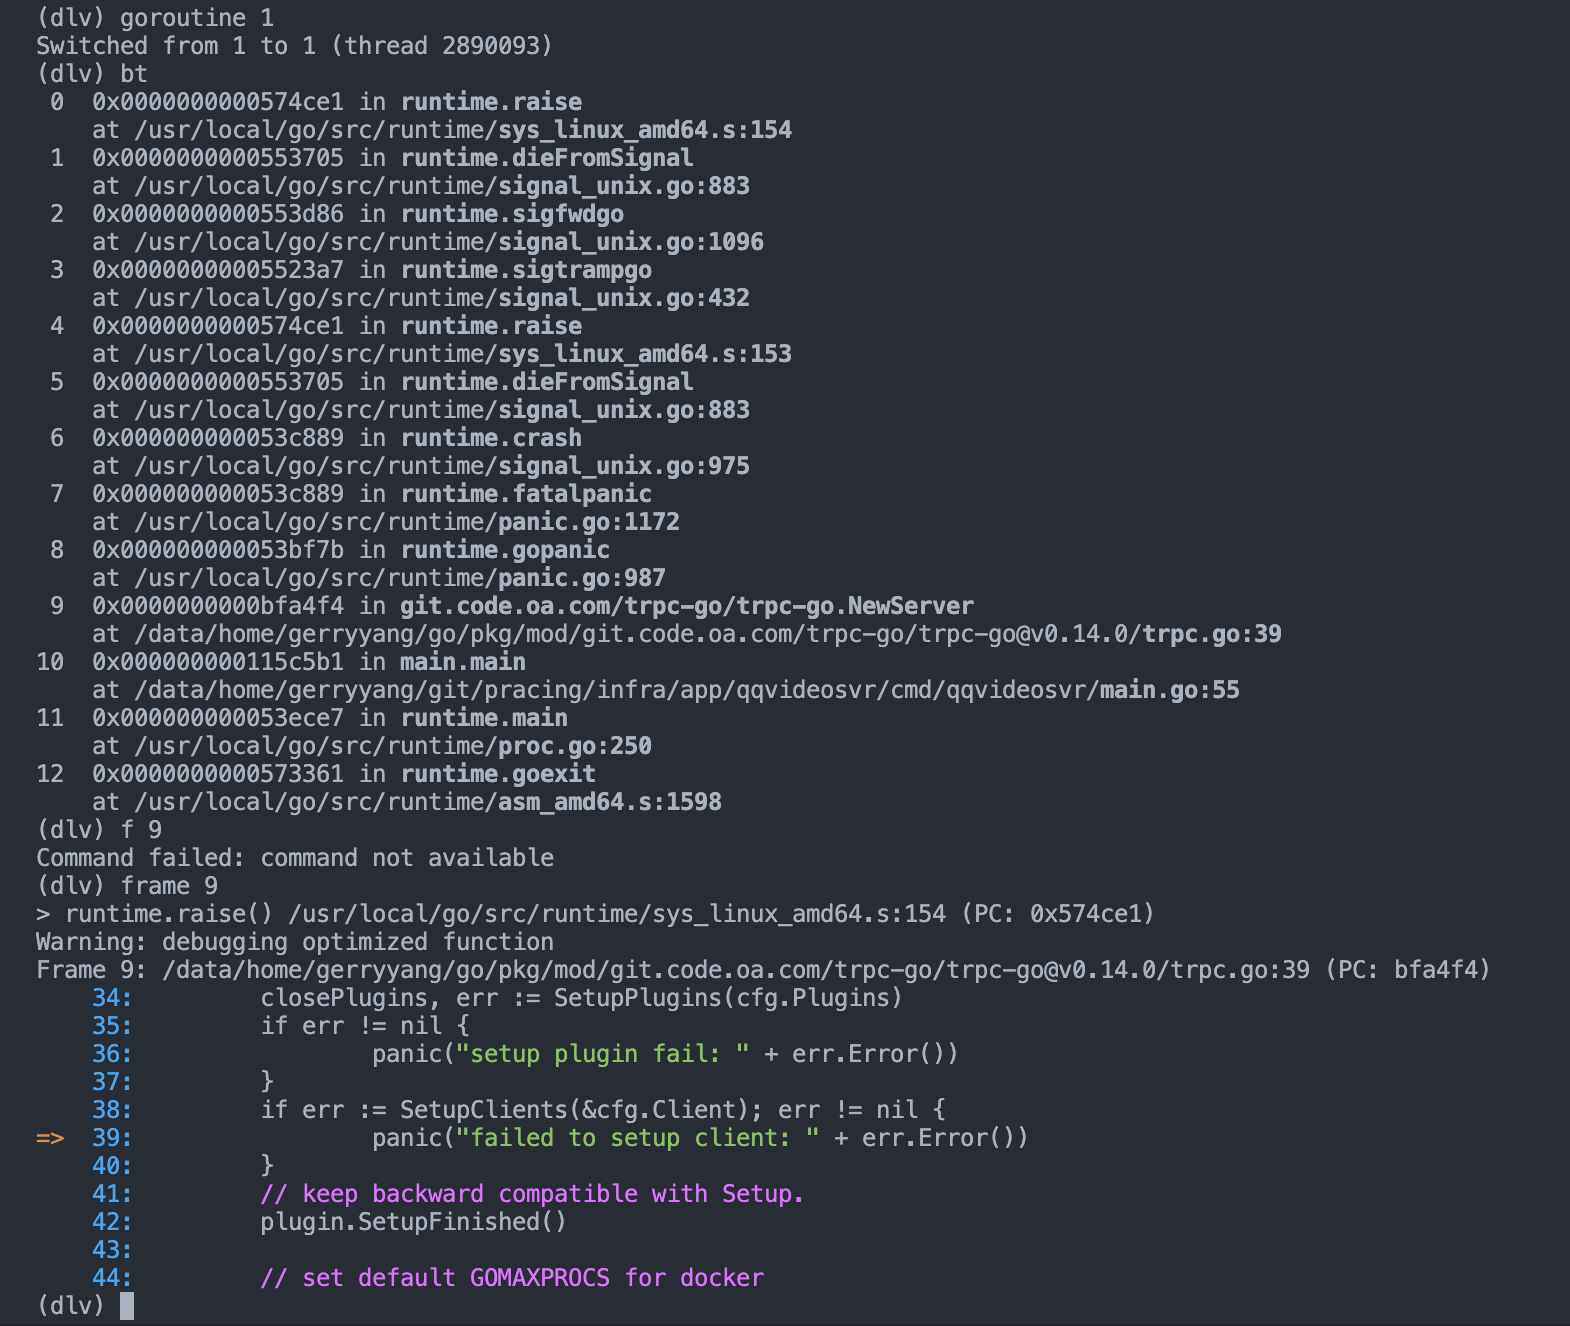 (dlv) goroutine 1
Switched from 1 to 1 (thread 2890093)
(dlv) bt
0 0x0000000000574ce1 in runtime.raise
at /usr/local/go/src/runtime/sys_linux_amd64.s:154
1 0x0000000000553705 in runtime.dieFromSignal
at /usr/local/go/src/runtime/signal_unix.go:883
2 0x0000000000553d86 in runtime.sigfwdgo
at /usr/local/go/src/runtime/signal_unix.go:1096
3 0x00000000005523a7 in runtime.sigtrampgo
at /usr/local/go/src/runtime/signal_unix.go:432
4 0x0000000000574ce1 in runtime.raise
at /usr/local/go/src/runtime/sys_linux_amd64.s:153
5 0x0000000000553705 in runtime.dieFromSignal
at /usr/local/go/src/runtime/signal_unix.go:883
6 0x000000000053c889 in runtime.crash
at /usr/local/go/src/runtime/signal_unix.go:975
7 0x000000000053c889 in runtime.fatalpanic
at /usr/local/go/src/runtime/panic.go:1172
8 0x000000000053bf7b in runtime.gopanic
at /usr/local/go/src/runtime/panic.go:987
9 0x0000000000bfa4f4 in git.code.oa.com/trpc-go/trpc-go.NewServer
at /data/home/gerryyang/go/pkg/mod/git.code.oa.com/trpc-go/trpc-go@v0.14.0/trpc.go:39
10 0x000000000115c5b1 in main.main
at /data/home/gerryyang/git/pracing/infra/app/qqvideosvr/cmd/qqvideosvr/main.go:55
11 0x000000000053ece7 in runtime.main
at /usr/local/go/src/runtime/proc.go:250
12 0x0000000000573361 in runtime.goexit
at /usr/local/go/src/runtime/asm_amd64.s:1598
(dlv) f 9
Command failed: command not available
(dlv) frame 9
> runtime.raise() /usr/local/go/src/runtime/sys_linux_amd64.s:154 (PC: 0x574ce1)
Warning: debugging optimized function
Frame 9: /data/home/gerryyang/go/pkg/mod/git.code.oa.com/trpc-go/trpc-go@v0.14.0/trpc.go:39 (PC: bfa4f4)
34: closePlugins, err := SetupPlugins(cfg.Plugins)
35: if err != nil {
36: panic("setup plugin fail: " + err.Error())
37: }
38: if err := SetupClients(&cfg.Client); err != nil {
=> 39: panic("failed to setup client: " + err.Error())
40: }
41: // keep backward compatible with Setup.
42: plugin.SetupFinished()
43:
44: // set default GOMAXPROCS for docker
(dlv)